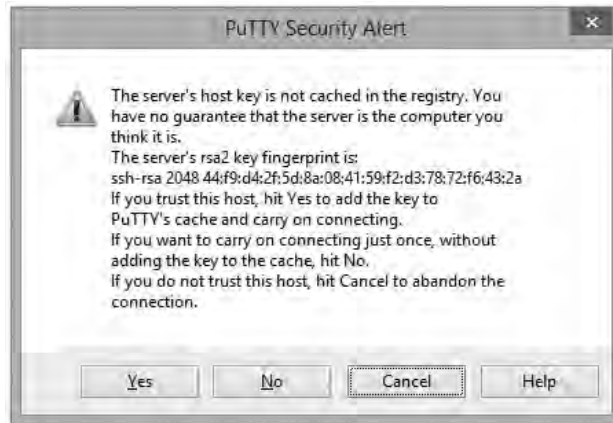 PuTTY Security Alert
The server's host key is not cached in the registry. You
have no guarantee that the server is the computer you
think it is.
The server's rsa2 key fingerprint is:
ssh-rsa 2048 44:f9:d4:2f:5d:8a:08:41:59:f2:d3:78:72:f6:43:2a
If you trust this host, hit Yes to add the key to
PuTTY's cache and carry on connecting.
If you want to carry on connecting just once, without
adding the key to the cache, hit No.
If you do not trust this host, hit Cancel to abandon the
connection.
Yes No Cancel Help